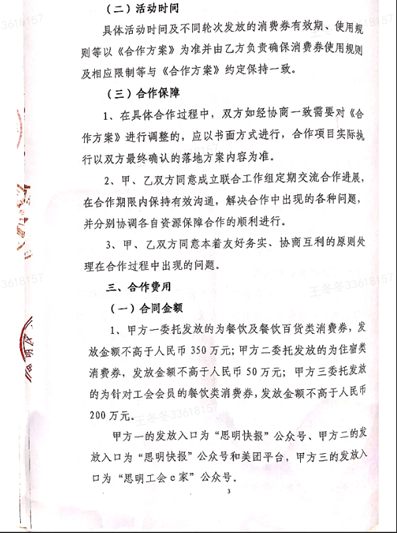 （二）活动时间
具体活动时间及不同轮次发放的消费券有效期、使用规
则等以《合作方案》为准并由乙方负责确保消费券使用规则
及相应限制等与《合作方案》约定保持一致。
（三）合作保障
1、在具体合作过程中，双方如经协商一致需要对《合
作方案》进行调整的，应以书面方式进行，合作项目实际执
行以双方最终确认的落地方案内容为准。
2、甲、乙双方同意成立联合工作组定期交流合作进展，
在合作期限内保持有效沟通，解决合作中出现的各种问题，
并分别协调各自资源保障合作的顺利进行。
3、甲、乙双方同意本着友好务实、协商互利的原则处
理在合作过程中出现的问题。
三、合作费用
（一）合同金额
1、甲方一委托发放的为餐饮及餐饮百货类消费券，发
放金额不高于人民币 350 万元；甲方二委托发放的为住宿类
消费券，发放金额不高于人民币 50 万元； 甲方三委托发放
的为针对工会会员的餐饮类消费券，发放金额不高于人民币
200 万元。
甲方一的发放入口为“思明快报”公众号、甲方二的发
放入口为“思明快报”公众号和美团平台，甲方三的发放入
口为“思明工会 e 家”公众号。
3
王冬冬33618157